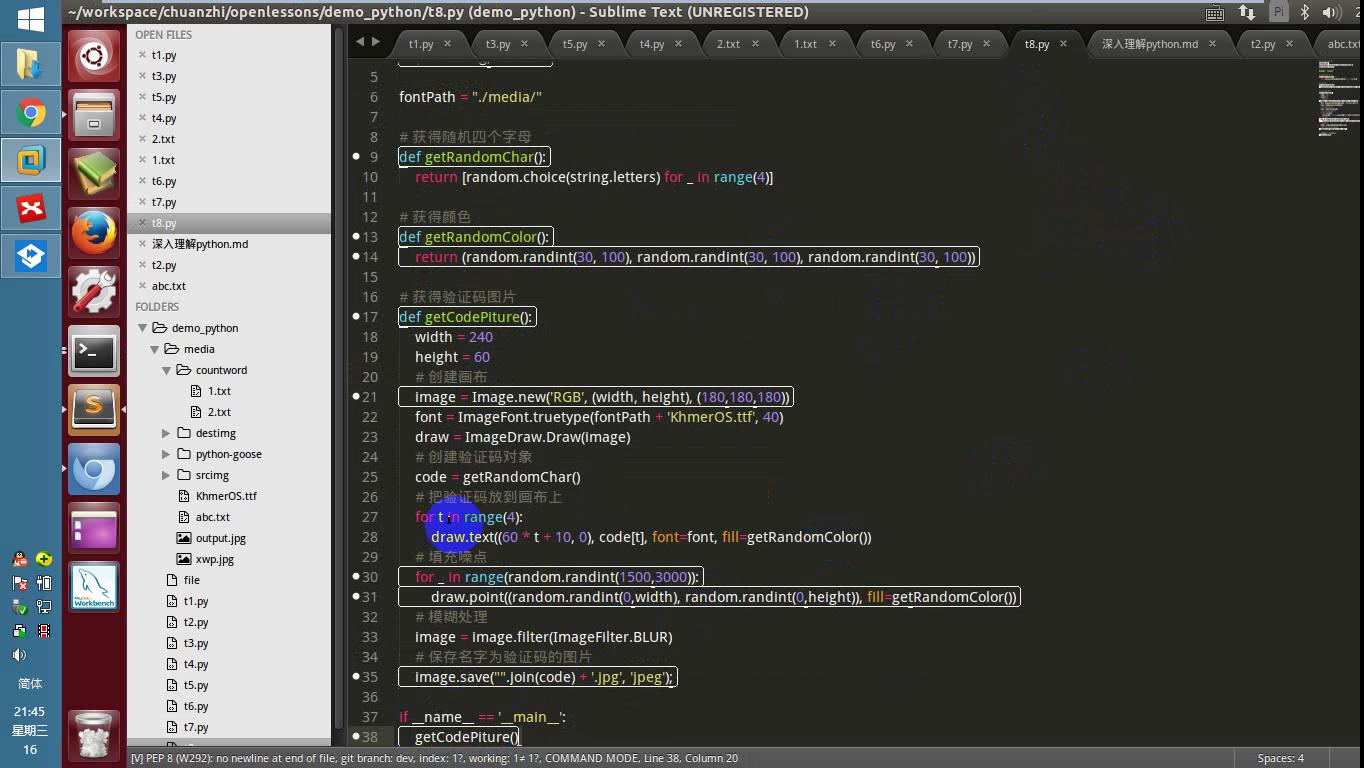 ~/workspace/chuanzhi/openlessons/demo_python/t8.py (demo_python) - Sublime Text (UNREGISTERED)
OPEN FILES
t1.py
t3.py
t5.py
t4.py
2.txt
1.txt
t6.py
t7.py
t8.py
深入理解python.md
t2.py
abc.txt
FOLDERS
demo_python
media
countword
1.txt
2.txt
destimg
python-goose
srcimg
KhmerOS.ttf
abc.txt
output.jpg
xwp.jpg
file
t1.py
t2.py
t3.py
t4.py
t5.py
t6.py
t7.py
t1.py t3.py t5.py t4.py 2.txt 1.txt t6.py t7.py t8.py 深入理解python.md t2.py abc.txt
5
6 fontPath = "./media/"
7
8 # 获得随机四个字母
9 def getRandomChar():
10 return [random.choice(string.letters) for _ in range(4)]
11
12 # 获得颜色
13 def getRandomColor():
14 return (random.randint(30, 100), random.randint(30, 100), random.randint(30, 100))
15
16 # 获得验证码图片
17 def getCodePiture():
18 width = 240
19 height = 60
20 # 创建画布
21 image = Image.new('RGB', (width, height), (180,180,180))
22 font = ImageFont.truetype(fontPath + 'KhmerOS.ttf', 40)
23 draw = ImageDraw.Draw(image)
24 # 创建验证码对象
25 code = getRandomChar()
26 # 把验证码放到画布上
27 for t in range(4):
28 draw.text((60 * t + 10, 0), code[t], font=font, fill=getRandomColor())
29 # 填充噪点
30 for _ in range(random.randint(1500,3000)):
31 draw.point((random.randint(0,width), random.randint(0,height)), fill=getRandomColor())
32 # 模糊处理
33 image = image.filter(ImageFilter.BLUR)
34 # 保存名字为验证码的图片
35 image.save("".join(code) + '.jpg', 'jpeg');
36
37 if __name__ == '__main__':
38 getCodePiture()
[V] PEP 8 (W292): no newline at end of file, git branch: dev, index: 1?, working: 1≠ 1?, COMMAND MODE, Line 38, Column 20
Spaces: 4
MySQL
Workbench
Pi
简体
21:45
星期三
16